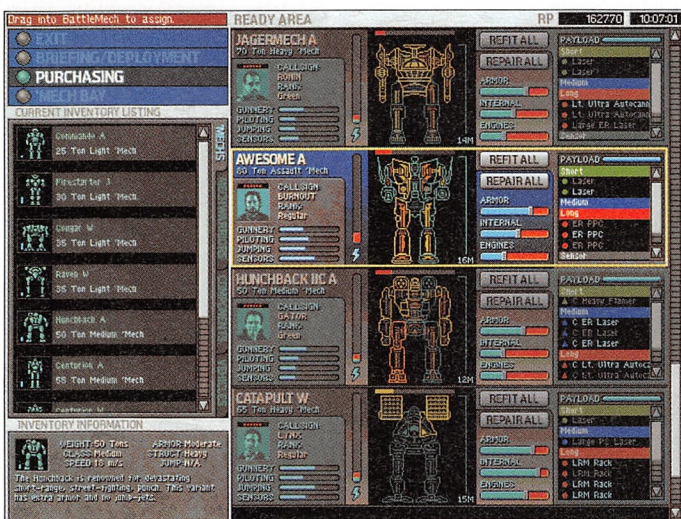 Drag into BattleMech to assign.
READY AREA
RP 162770 10:07:01
EXIT
BRIEFING/DEPLOYMENT
PURCHASING
'MECH BAY
CURRENT INVENTORY LISTING
'MECHS
Commando A
25 Ton Light 'Mech
Firestarter J
30 Ton Light 'Mech
Cougar W
35 Ton Light 'Mech
Raven W
35 Ton Light 'Mech
Hunchback A
50 Ton Medium 'Mech
Centurion A
55 Ton Medium 'Mech
Centurion W
INVENTORY INFORMATION
WEIGHT: 50 Tons
CLASS: Medium
SPEED 18 m/s
ARMOR Moderate
STRUCT Heavy
JUMP N/A
The Hunchback is renowned for devastating
short-range, street-fighting, punch. This variant
has extra armor and no jump-jets.
JAGERMECH A
70 Ton Heavy 'Mech
CALLSIGN:
RONIN
RANK:
Green
GUNNERY
PILOTING
JUMPING
SENSORS
14M
REFIT ALL
REPAIR ALL
ARMOR
INTERNAL
ENGINES
PAYLOAD
Short
Laser
Laser
Medium
Long
Lt. Ultra Autocann
Lt. Ultra Autocann
Large ER Laser
Sensor
AWESOME A
80 Ton Assault 'Mech
CALLSIGN:
BURNOUT
RANK:
Regular
GUNNERY
PILOTING
JUMPING
SENSORS
16M
REFIT ALL
REPAIR ALL
ARMOR
INTERNAL
ENGINES
PAYLOAD
Short
Laser
Laser
Medium
Long
ER PPC
ER PPC
ER PPC
Sensor
HUNCHBACK IIC A
50 Ton Medium 'Mech
CALLSIGN:
GATOR
RANK:
Green
GUNNERY
PILOTING
JUMPING
SENSORS
12M
REFIT ALL
REPAIR ALL
ARMOR
INTERNAL
ENGINES
PAYLOAD
Short
C Heavy Flamer
Medium
C ER Laser
C ER Laser
C ER Laser
Long
C Lt. Ultra Autoca
CATAPULT W
65 Ton Heavy 'Mech
CALLSIGN:
LYNX
RANK:
Regular
GUNNERY
PILOTING
JUMPING
SENSORS
15M
REFIT ALL
REPAIR ALL
ARMOR
INTERNAL
ENGINES
PAYLOAD
Short
Laser
Medium
Large PS Laser
Long
LRM Rack
LRM Rack
LRM Rack
LRM Rack